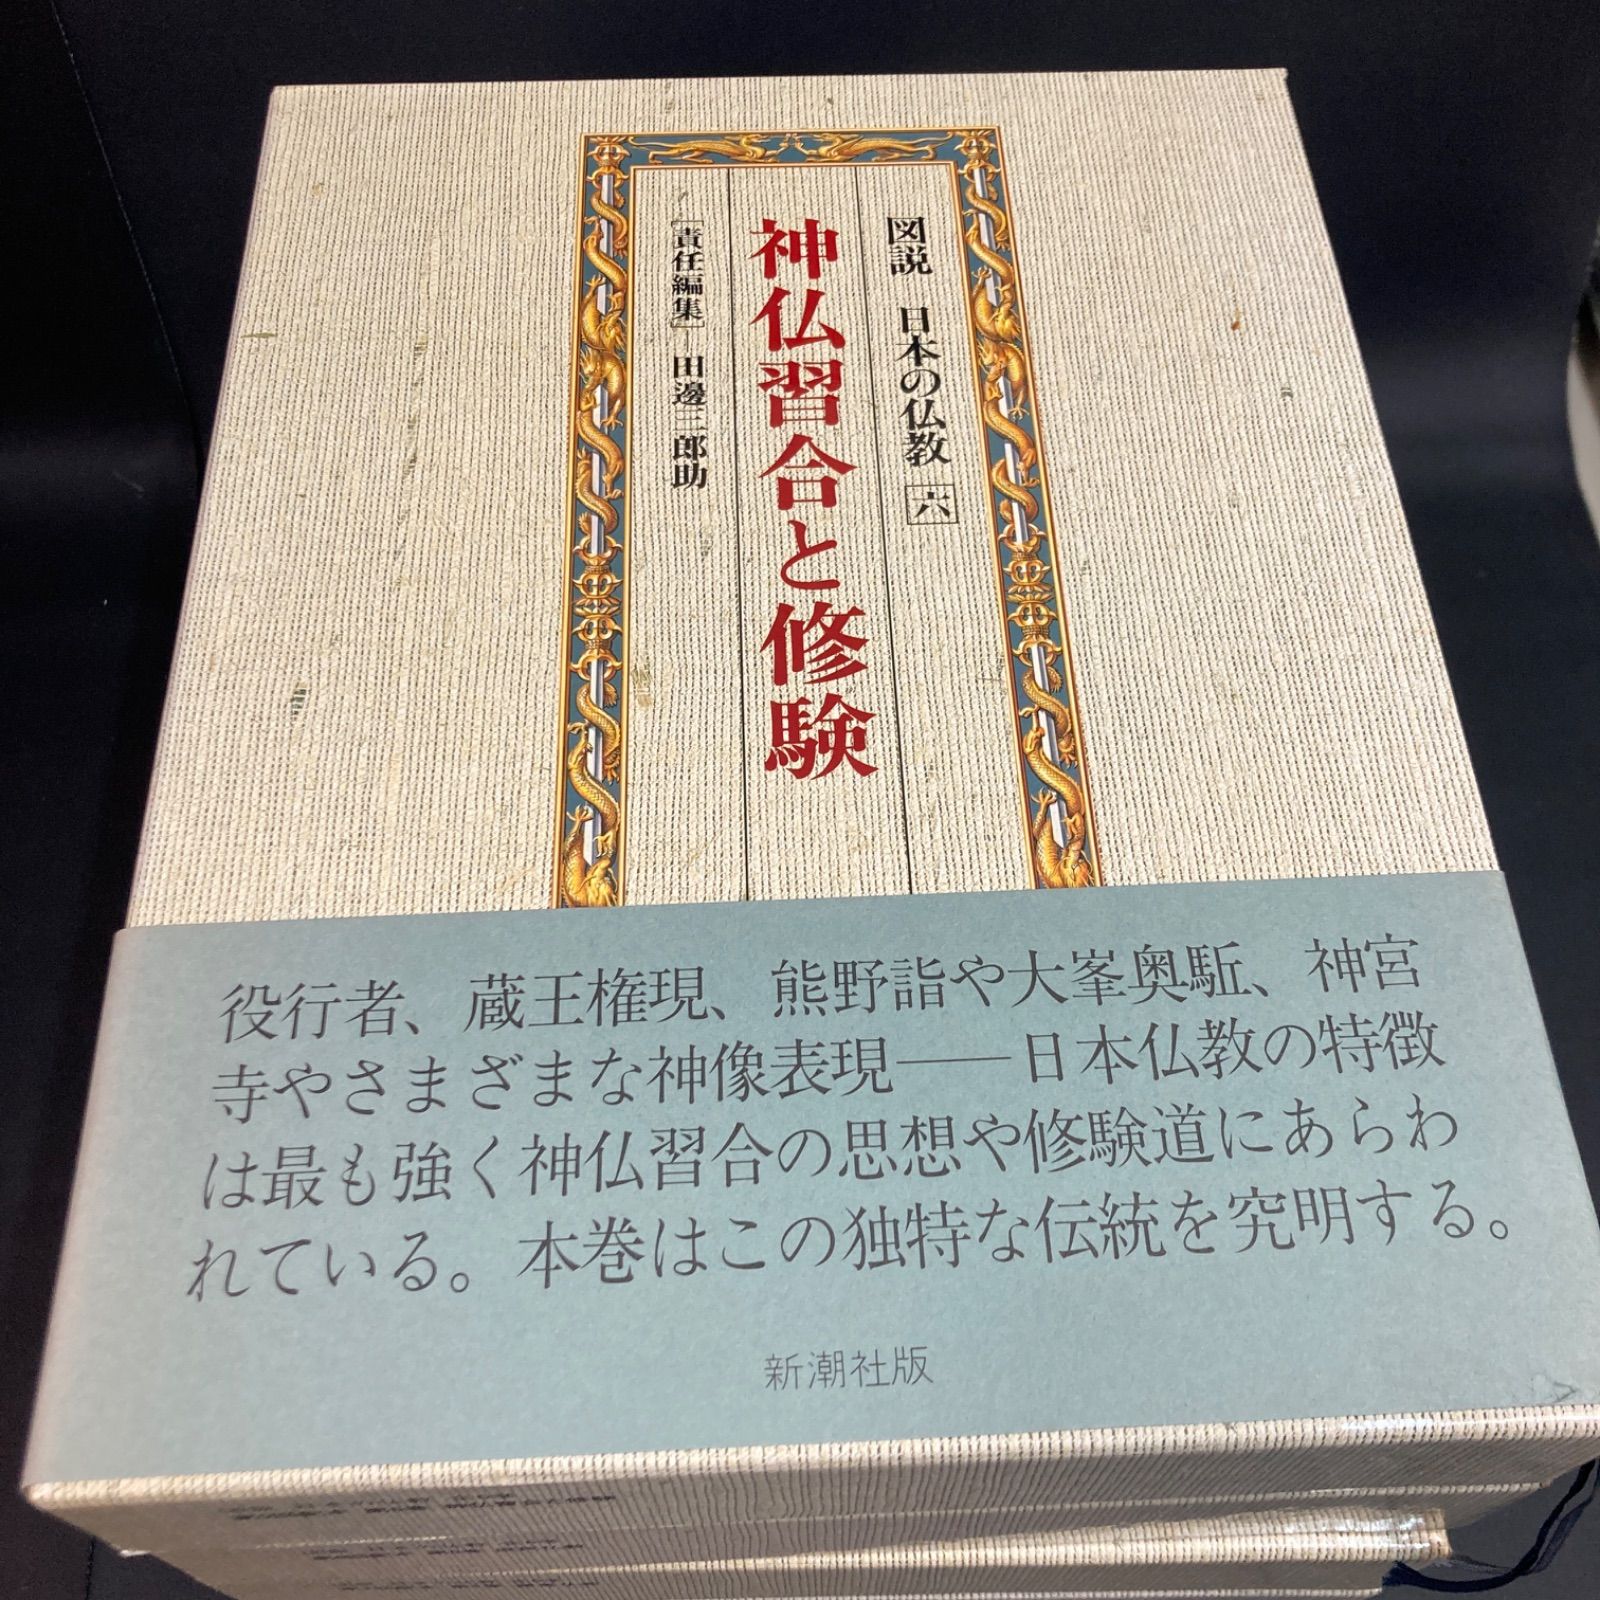 図説 日本の仏教 六
神仏習合と修験
[責任編集]―田邊三郎助
役行者、蔵王権現、熊野詣や大峯奥駈、神宮
寺やさまざまな神像表現――日本仏教の特徴
は最も強く神仏習合の思想や修験道にあらわ
れている。本巻はこの独特な伝統を究明する。
新潮社版